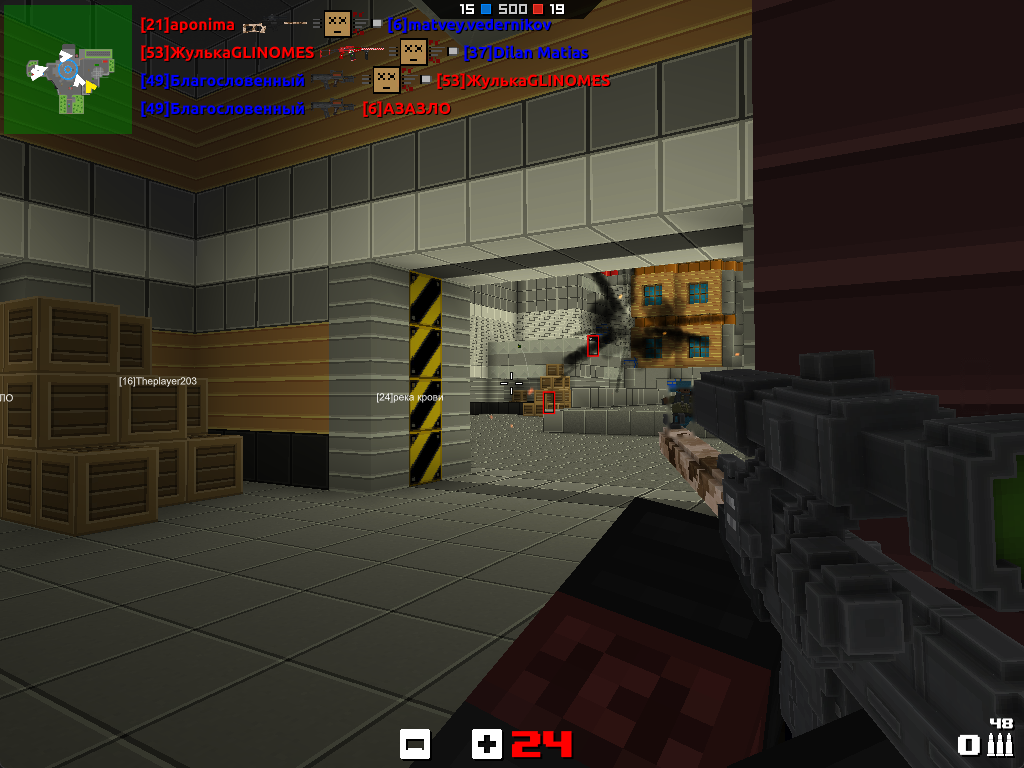 15 500 19
[21]aponima [6]matvey.vedernikov
[53]ЖулькаGLINOMES [37]Dilan Matias
[49]Благословенный [53]ЖулькаGLINOMES
[49]Благословенный [6]АЗАЗЛО
[16]Theplayer203
ЛО
[24]река крови
48
24
0